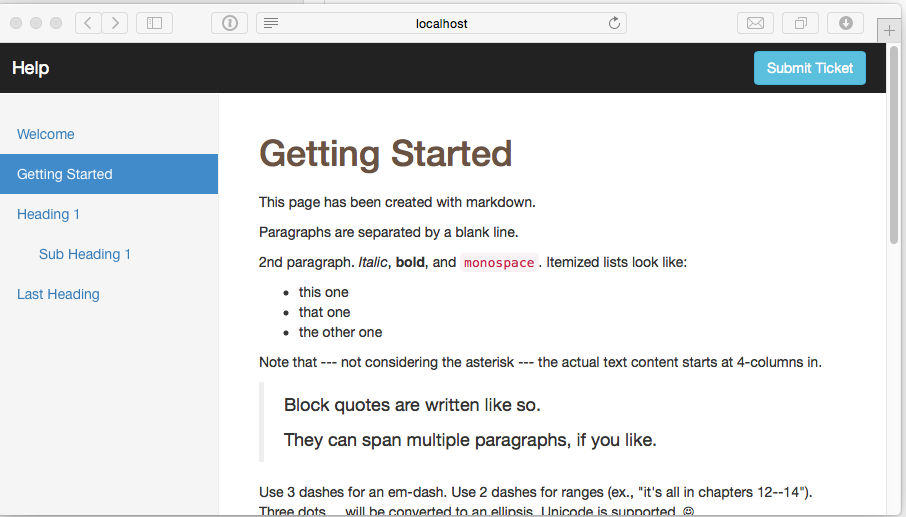 localhost
Help
Submit Ticket
Welcome
Getting Started
Heading 1
Sub Heading 1
Last Heading
Getting Started
This page has been created with markdown.
Paragraphs are separated by a blank line.
2nd paragraph. Italic, bold, and monospace. Itemized lists look like:
• this one
• that one
• the other one
Note that --- not considering the asterisk --- the actual text content starts at 4-columns in.
Block quotes are written like so.
They can span multiple paragraphs, if you like.
Use 3 dashes for an em-dash. Use 2 dashes for ranges (ex., "it's all in chapters 12--14").
Three dots ... will be converted to an ellipsis. Unicode is supported. ☺